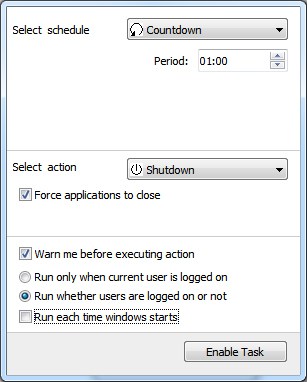 Select schedule
Countdown
Period: 01:00
Select action
Shutdown
Force applications to close
Warn me before executing action
Run only when current user is logged on
Run whether users are logged on or not
Run each time windows starts
Enable Task